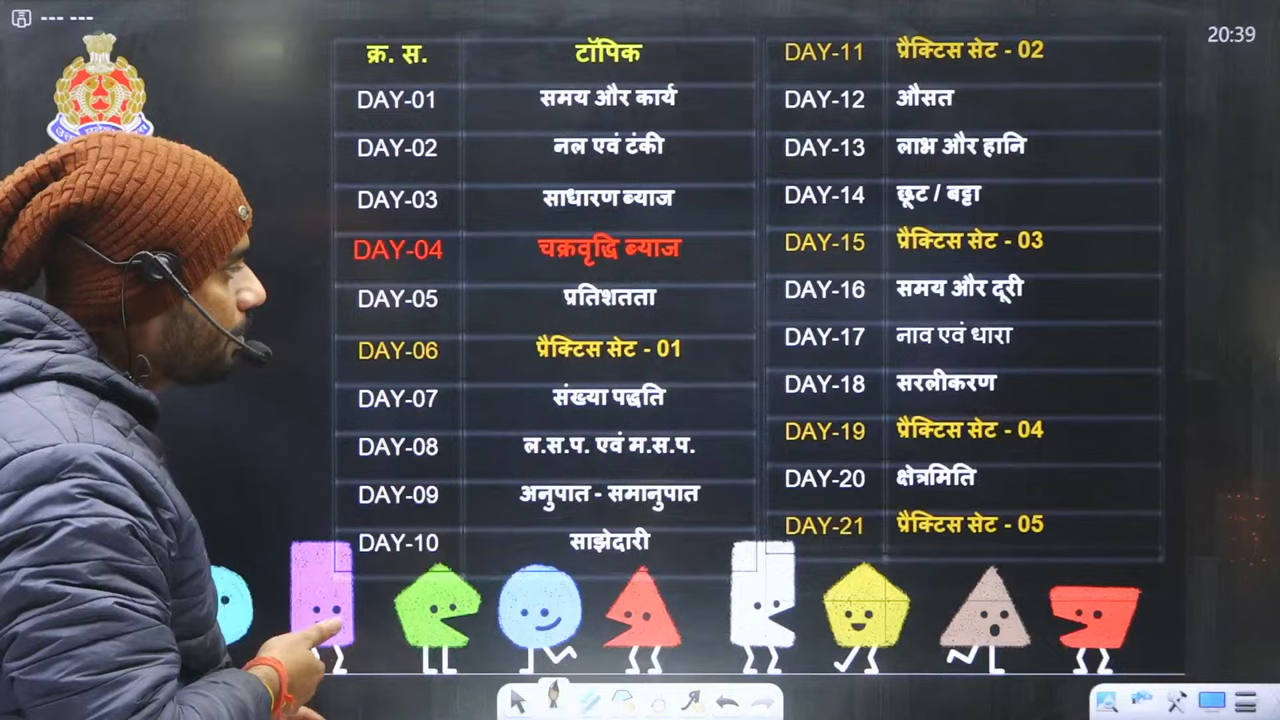 20:39
क्र. स. टॉपिक
DAY-01 समय और कार्य
DAY-02 नल एवं टंकी
DAY-03 साधारण ब्याज
DAY-04 चक्रवृद्धि ब्याज
DAY-05 प्रतिशतता
DAY-06 प्रैक्टिस सेट - 01
DAY-07 संख्या पद्धति
DAY-08 ल.स.प. एवं म.स.प.
DAY-09 अनुपात - समानुपात
DAY-10 साझेदारी
DAY-11 प्रैक्टिस सेट - 02
DAY-12 औसत
DAY-13 लाभ और हानि
DAY-14 छूट / बट्टा
DAY-15 प्रैक्टिस सेट - 03
DAY-16 समय और दूरी
DAY-17 नाव एवं धारा
DAY-18 सरलीकरण
DAY-19 प्रैक्टिस सेट - 04
DAY-20 क्षेत्रमिति
DAY-21 प्रैक्टिस सेट - 05